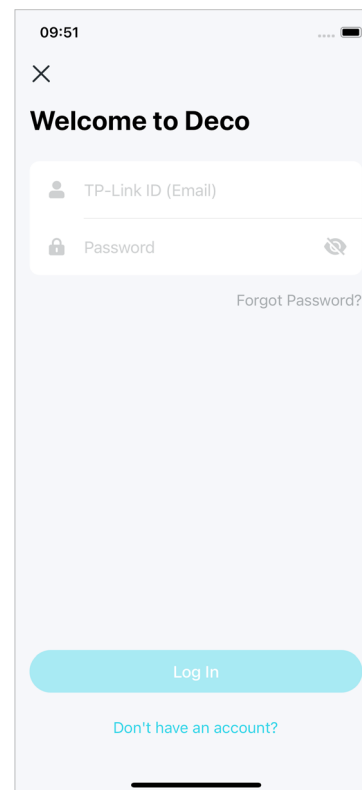 09:51
Welcome to Deco
TP-Link ID (Email)
Password
Forgot Password?
Log In
Don't have an account?